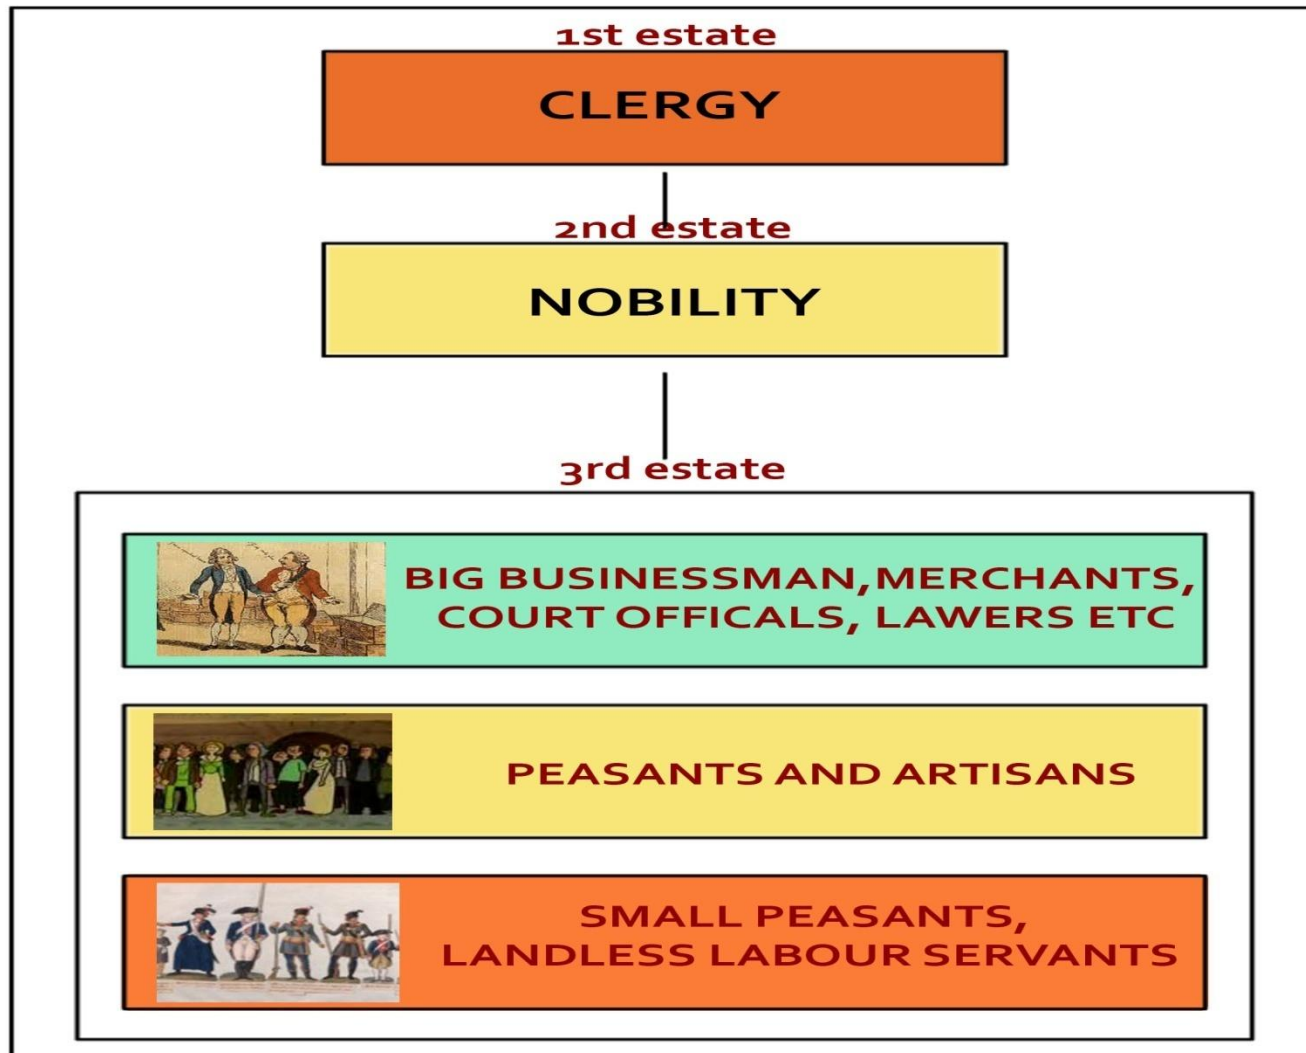 1st estate
CLERGY
2nd estate
NOBILITY
3rd estate
BIG BUSINESSMAN,MERCHANTS,
COURT OFFICALS, LAWERS ETC
PEASANTS AND ARTISANS
SMALL PEASANTS,
LANDLESS LABOUR SERVANTS